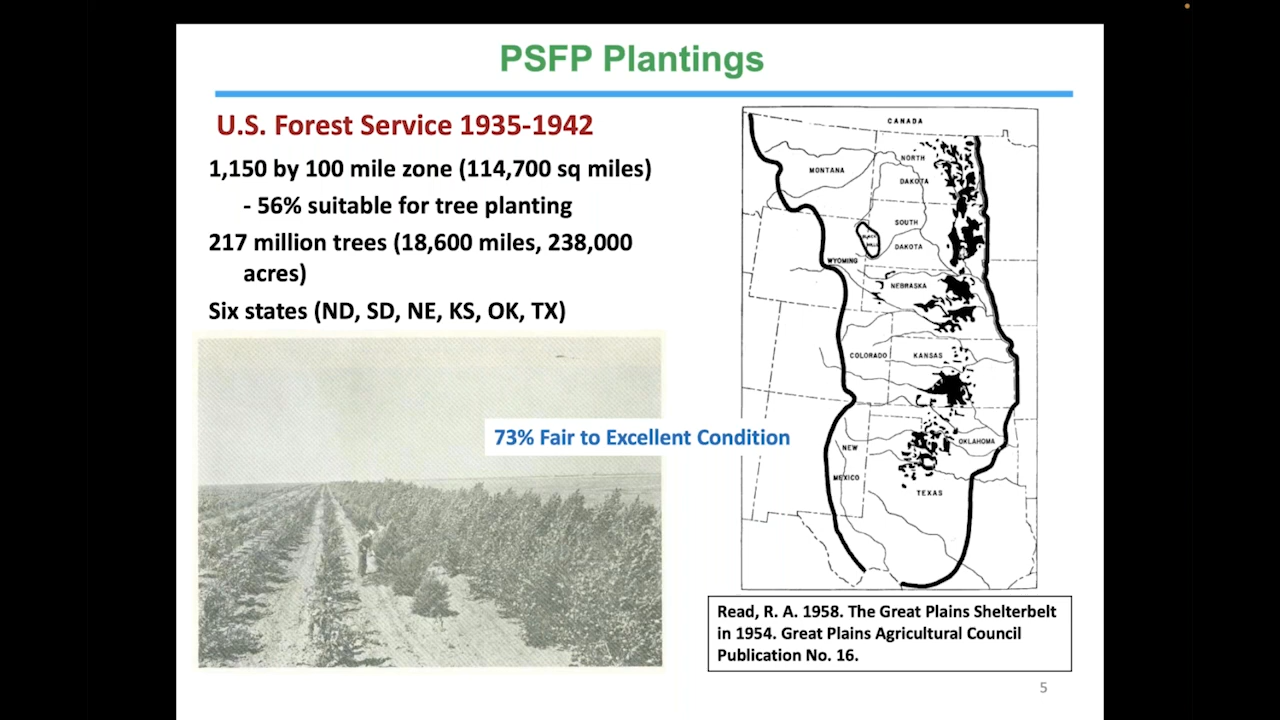 PSFP Plantings
U.S. Forest Service 1935-1942
1,150 by 100 mile zone (114,700 sq miles)
- 56% suitable for tree planting
217 million trees (18,600 miles, 238,000
acres)
Six states (ND, SD, NE, KS, OK, TX)
73% Fair to Excellent Condition
CANADA
MONTANA
NORTH
DAKOTA
SOUTH
DAKOTA
WYOMING
NEBRASKA
COLORADO
KANSAS
NEW
MEXICO
OKLAHOMA
TEXAS
Read, R. A. 1958. The Great Plains Shelterbelt
in 1954. Great Plains Agricultural Council
Publication No. 16.
5